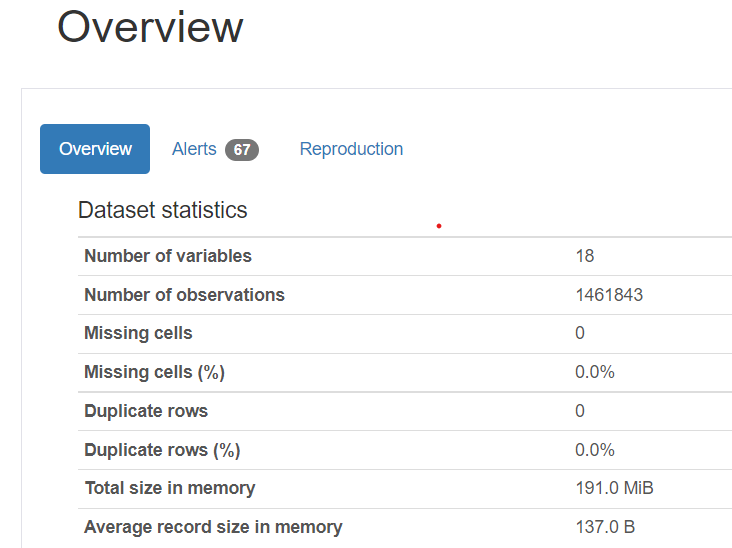 Overview
Overview Alerts 67 Reproduction
Dataset statistics
Number of variables 18
Number of observations 1461843
Missing cells 0
Missing cells (%) 0.0%
Duplicate rows 0
Duplicate rows (%) 0.0%
Total size in memory 191.0 MiB
Average record size in memory 137.0 B